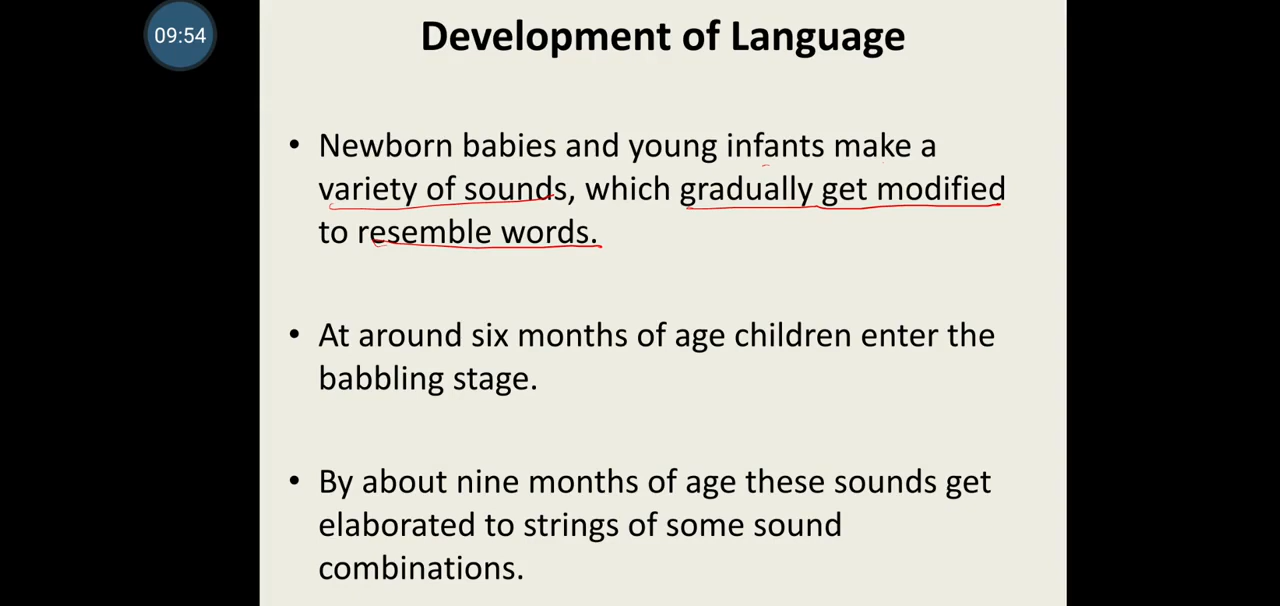 09:54
Development of Language
• Newborn babies and young infants make a
variety of sounds, which gradually get modified
to resemble words.
• At around six months of age children enter the
babbling stage.
• By about nine months of age these sounds get
elaborated to strings of some sound
combinations.